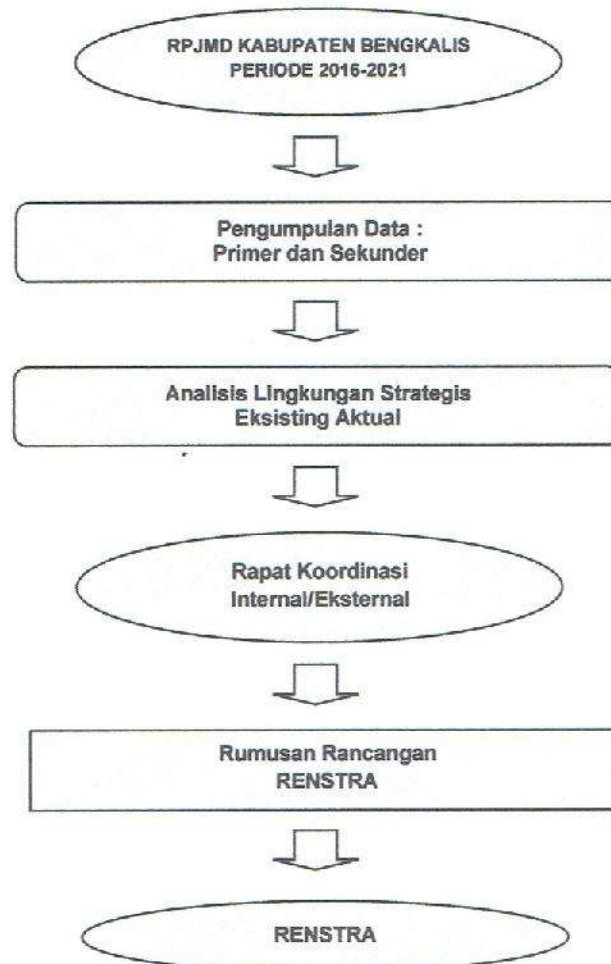 RPJMD KABUPATEN BENGKALIS
PERIODE 2016-2021
Pengumpulan Data :
Primer dan Sekunder
Analisis Lingkungan Strategis
Eksisting Aktual
Rapat Koordinasi
Internal/Eksternal
Rumusan Rancangan
RENSTRA
RENSTRA